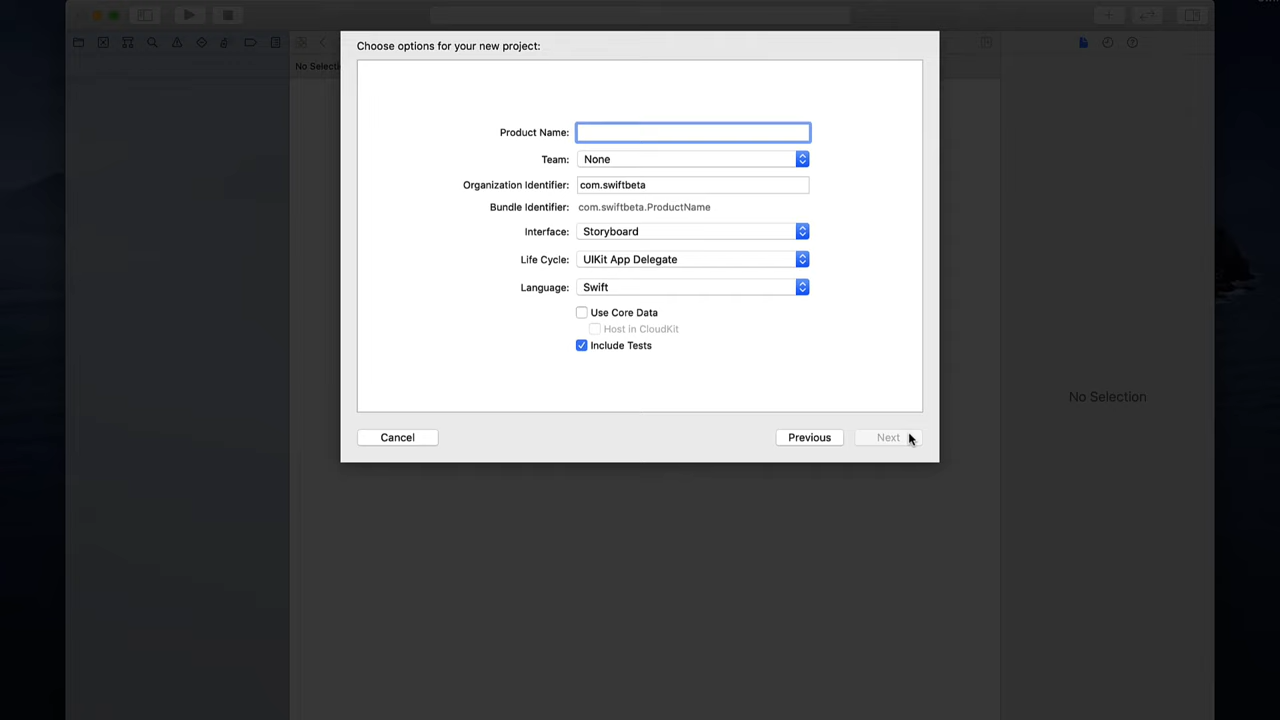 Choose options for your new project:
No Selecti
Product Name:
Team: None
Organization Identifier: com.swiftbeta
Bundle Identifier: com.swiftbeta.ProductName
Interface: Storyboard
Life Cycle: UIKit App Delegate
Language: Swift
Use Core Data
Host in CloudKit
Include Tests
No Selection
Cancel Previous Next